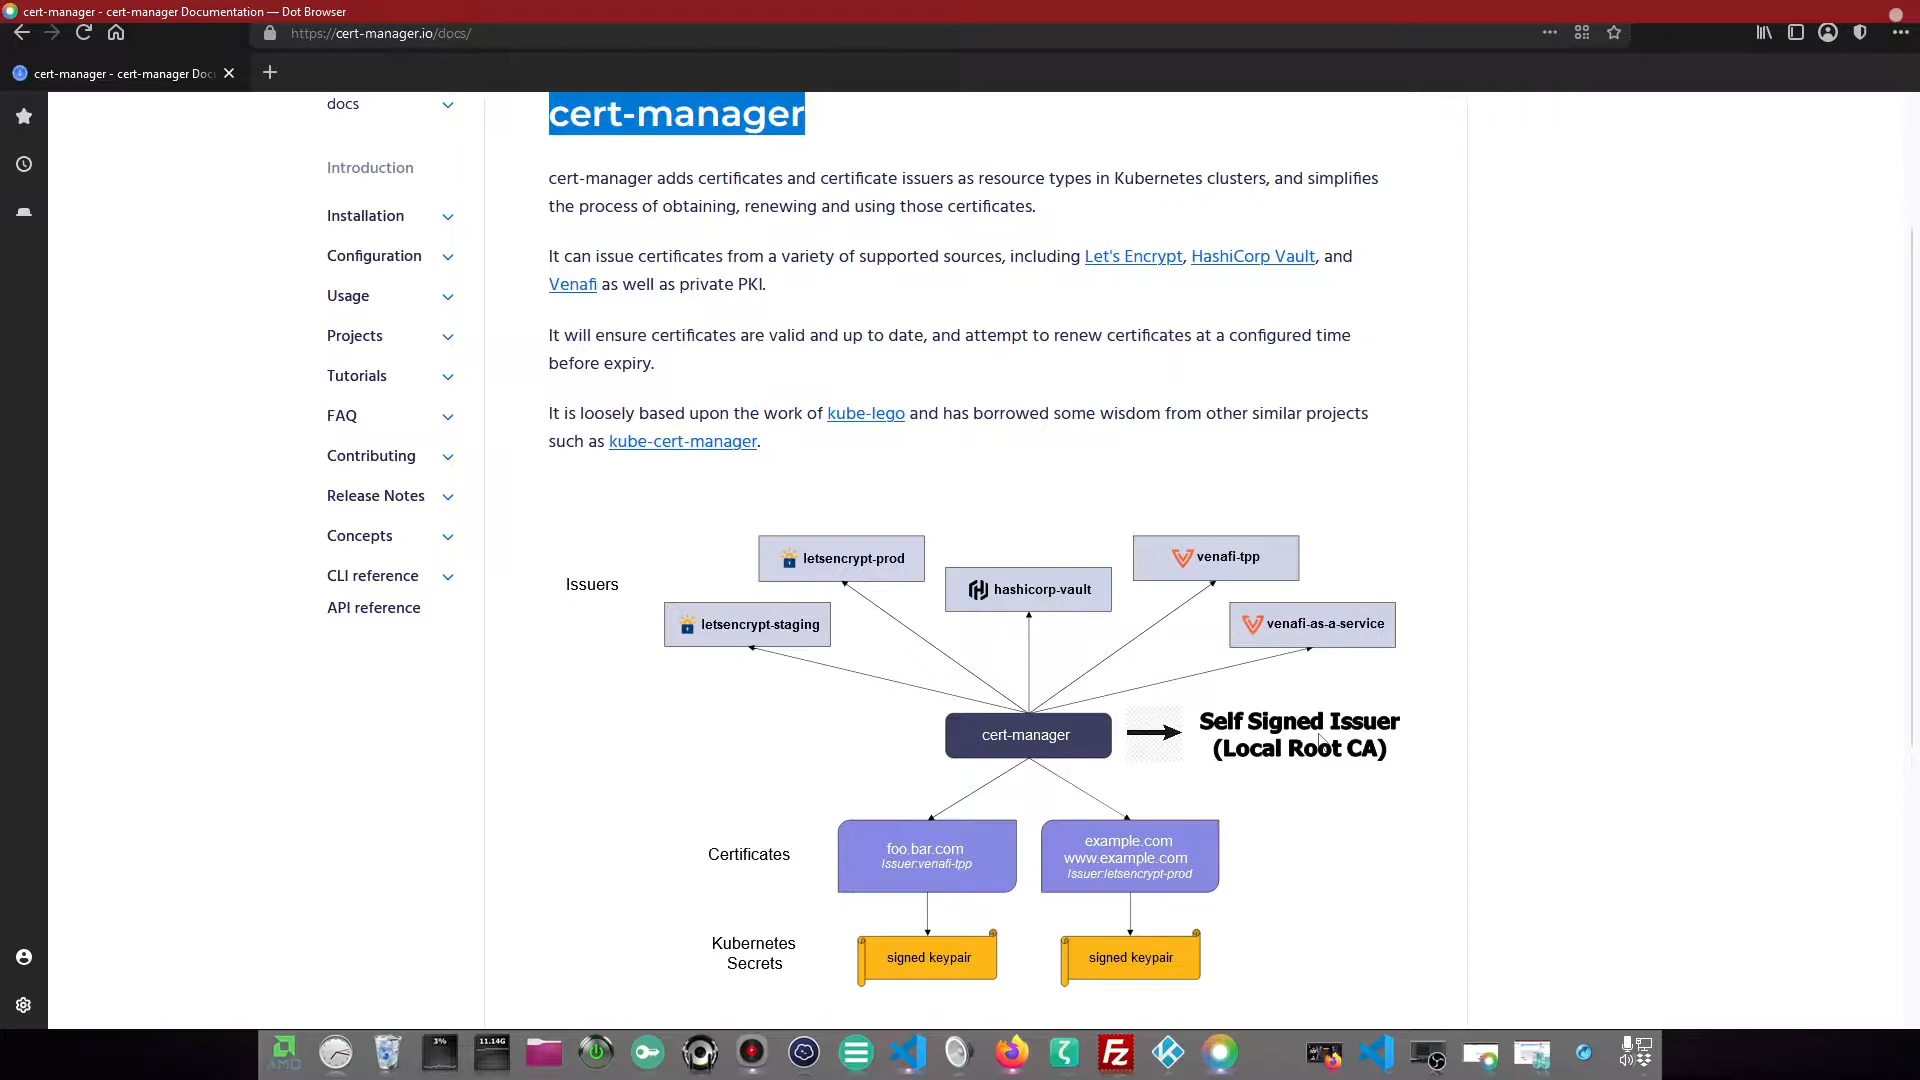 cert-manager - cert-manager Documentation — Dot Browser
https://cert-manager.io/docs/
cert-manager - cert-manager Doc
docs
Introduction
Installation
Configuration
Usage
Projects
Tutorials
FAQ
Contributing
Release Notes
Concepts
CLI reference
API reference
cert-manager
cert-manager adds certificates and certificate issuers as resource types in Kubernetes clusters, and simplifies
the process of obtaining, renewing and using those certificates.
It can issue certificates from a variety of supported sources, including Let's Encrypt, HashiCorp Vault, and
Venafi as well as private PKI.
It will ensure certificates are valid and up to date, and attempt to renew certificates at a configured time
before expiry.
It is loosely based upon the work of kube-lego and has borrowed some wisdom from other similar projects
such as kube-cert-manager.
Issuers
letsencrypt-prod
venafi-tpp
hashicorp-vault
letsencrypt-staging
venafi-as-a-service
cert-manager
Self Signed Issuer
(Local Root CA)
Certificates
foo.bar.com
Issuer:venafi-tpp
example.com
www.example.com
Issuer:letsencrypt-prod
Kubernetes
Secrets
signed keypair
signed keypair
AMD
3%
11.14G
Fz